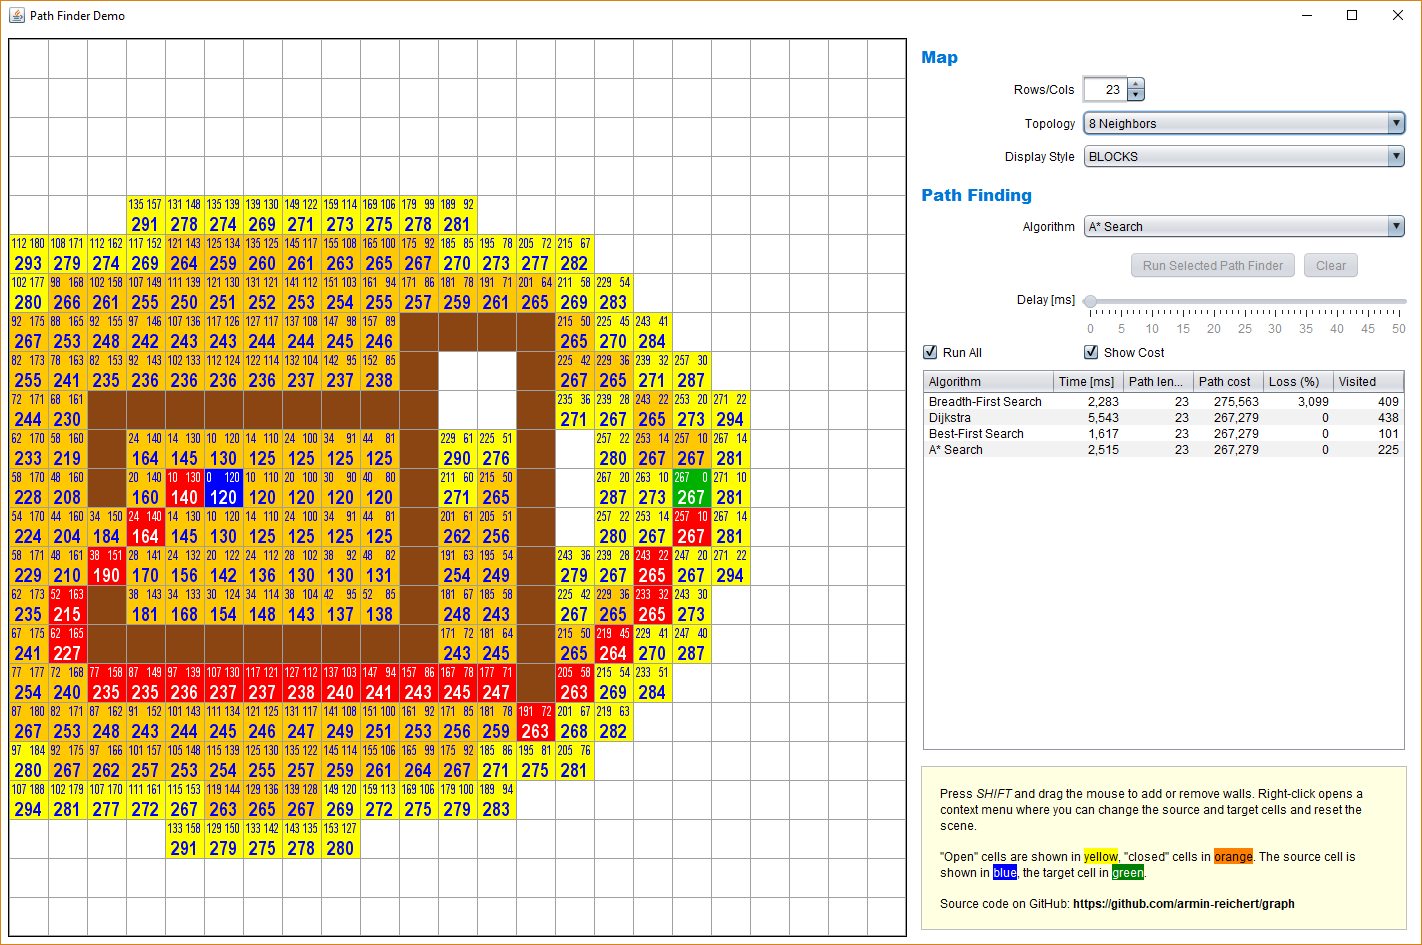 Path Finder Demo
135 157 131 148 135 139 139 130 149 122 159 114 169 106 179 99 189 92
291 278 274 269 271 273 275 278 281
112 180 108 171 112 162 117 152 121 143 125 134 135 125 145 117 155 108 165 100 175 92 185 85 195 78 205 72 215 67
293 279 274 269 264 259 260 261 263 265 267 270 273 277 282
102 177 98 168 102 158 107 149 111 139 121 130 131 121 141 112 151 103 161 94 171 86 181 78 191 71 201 64 211 58 229 54
280 266 261 255 250 251 252 253 254 255 257 259 261 265 269 283
92 175 88 165 92 155 97 146 107 136 117 126 127 117 137 108 147 98 157 89 215 50 225 45 243 41
267 253 248 242 243 243 244 244 245 246 265 270 284
82 173 78 163 82 153 92 143 102 133 112 124 122 114 132 104 142 95 152 85 225 42 229 36 239 32 257 30
255 241 235 236 236 236 236 237 237 238 267 265 271 287
72 171 68 161 235 36 239 28 243 22 253 20 271 22
244 230 271 267 265 273 294
62 170 58 160 24 140 14 130 10 120 14 110 24 100 34 91 44 81 229 61 225 51 257 22 253 14 257 10 267 14
233 219 164 145 130 125 125 125 125 290 276 280 267 267 281
58 170 48 160 20 140 10 130 0 120 10 110 20 100 30 90 40 80 211 60 215 50 267 20 263 10 267 0 271 10
228 208 160 140 120 120 120 120 120 271 265 287 273 267 281
54 170 44 160 34 150 24 140 14 130 10 120 14 110 24 100 34 91 44 81 201 61 205 51 257 22 253 14 257 10 267 14
224 204 184 164 145 130 125 125 125 125 262 256 280 267 267 281
58 171 48 161 38 151 28 141 24 132 20 122 24 112 28 102 38 92 48 82 191 63 195 54 243 36 239 28 243 22 247 20 271 22
229 210 190 170 156 142 136 130 130 131 254 249 279 267 265 267 294
62 173 52 163 38 143 34 133 30 124 34 114 38 104 42 95 52 85 181 67 185 58 225 42 229 36 233 32 243 30
235 215 181 168 154 148 143 137 138 248 243 267 265 265 273
67 175 62 165 171 72 181 64 215 50 219 45 229 41 247 40
241 227 243 245 265 264 270 287
77 177 72 168 77 158 87 149 97 139 107 130 117 121 127 112 137 103 147 94 157 86 167 78 177 71 205 58 215 54 233 51
254 240 235 235 236 237 237 238 240 241 243 245 247 263 269 284
87 180 82 171 87 162 91 152 101 143 111 134 121 125 131 117 141 108 151 100 161 92 171 85 181 78 191 72 201 67 219 63
267 253 248 243 244 245 246 247 249 251 253 256 259 263 268 282
97 184 92 175 97 166 101 157 105 148 115 139 125 130 135 122 145 114 155 106 165 99 175 92 185 86 195 81 205 76
280 267 262 257 253 254 255 257 259 261 264 267 271 275 281
107 188 102 179 107 170 111 161 115 153 119 144 129 136 139 128 149 120 159 113 169 106 179 100 189 94
294 281 277 272 267 263 265 267 269 272 275 279 283
133 158 129 150 133 142 143 135 153 127
291 279 275 278 280
Map
Rows/Cols 23
Topology 8 Neighbors
Display Style BLOCKS
Path Finding
Algorithm A* Search
Run Selected Path Finder Clear
Delay [ms]
0 5 10 15 20 25 30 35 40 45 50
Run All Show Cost
Algorithm Time [ms] Path len... Path cost Loss (%) Visited
Breadth-First Search 2,283 23 275,563 3,099 409
Dijkstra 5,543 23 267,279 0 438
Best-First Search 1,617 23 267,279 0 101
A* Search 2,515 23 267,279 0 225
Press SHIFT and drag the mouse to add or remove walls. Right-click opens a
context menu where you can change the source and target cells and reset the
scene.
"Open" cells are shown in yellow, "closed" cells in orange. The source cell is
shown in blue, the target cell in green.
Source code on GitHub: https://github.com/armin-reichert/graph